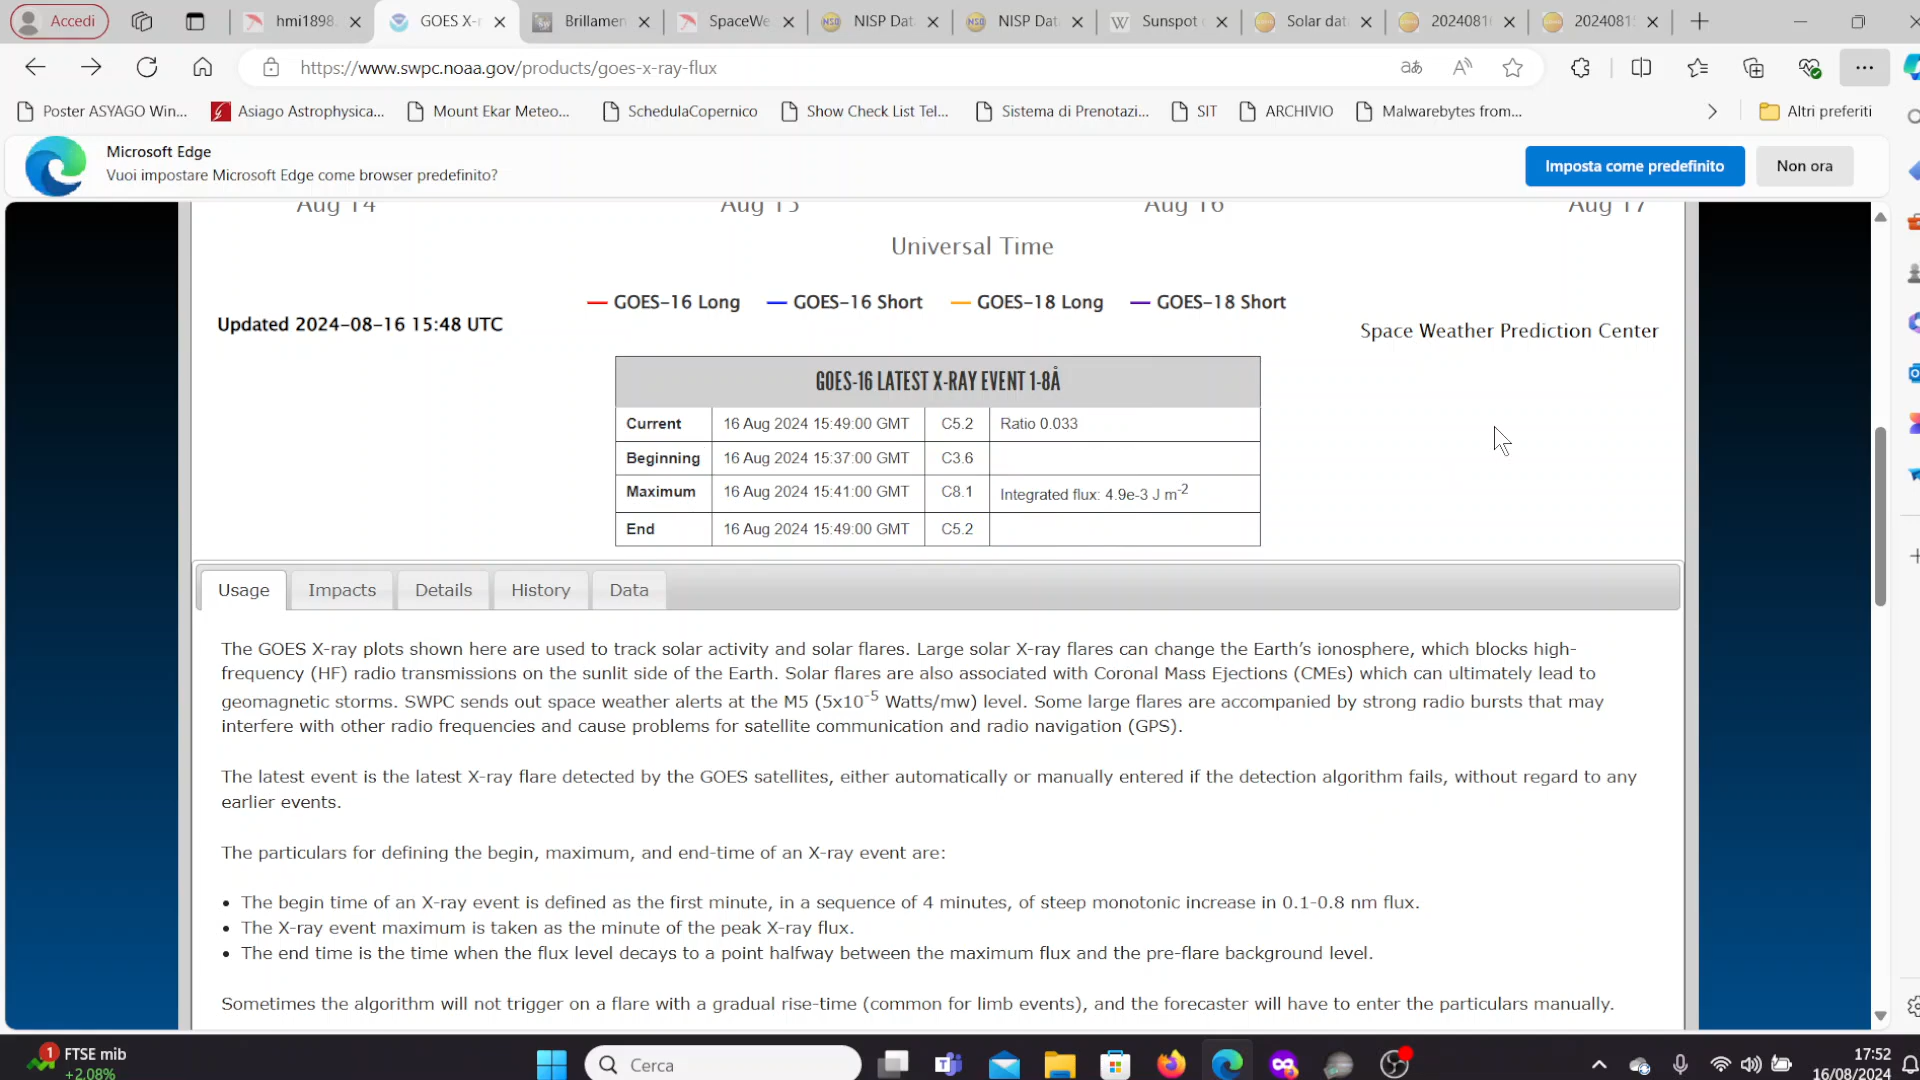 Accedi
hmi1898.
GOES X-r
Brillamen
SpaceWe
NISP Dat
NISP Dat
Sunspot
Solar dat
2024081
2024081
https://www.swpc.noaa.gov/products/goes-x-ray-flux
Poster ASYAGO Win...
Asiago Astrophysica...
Mount Ekar Meteo...
SchedulaCopernico
Show Check List Tel...
Sistema di Prenotazi...
SIT
ARCHIVIO
Malwarebytes from...
Altri preferiti
Microsoft Edge
Vuoi impostare Microsoft Edge come browser predefinito?
Imposta come predefinito
Non ora
Aug 14 Aug 15 Aug 16 Aug 17
Universal Time
GOES-16 Long GOES-16 Short GOES-18 Long GOES-18 Short
Updated 2024-08-16 15:48 UTC
Space Weather Prediction Center
GOES-16 LATEST X-RAY EVENT 1-8Å
Current 16 Aug 2024 15:49:00 GMT C5.2 Ratio 0.033
Beginning 16 Aug 2024 15:37:00 GMT C3.6
Maximum 16 Aug 2024 15:41:00 GMT C8.1 Integrated flux: 4.9e-3 J m-2
End 16 Aug 2024 15:49:00 GMT C5.2
Usage Impacts Details History Data
The GOES X-ray plots shown here are used to track solar activity and solar flares. Large solar X-ray flares can change the Earth's ionosphere, which blocks high-
frequency (HF) radio transmissions on the sunlit side of the Earth. Solar flares are also associated with Coronal Mass Ejections (CMEs) which can ultimately lead to
geomagnetic storms. SWPC sends out space weather alerts at the M5 (5x10-5 Watts/mw) level. Some large flares are accompanied by strong radio bursts that may
interfere with other radio frequencies and cause problems for satellite communication and radio navigation (GPS).
The latest event is the latest X-ray flare detected by the GOES satellites, either automatically or manually entered if the detection algorithm fails, without regard to any
earlier events.
The particulars for defining the begin, maximum, and end-time of an X-ray event are:
• The begin time of an X-ray event is defined as the first minute, in a sequence of 4 minutes, of steep monotonic increase in 0.1-0.8 nm flux.
• The X-ray event maximum is taken as the minute of the peak X-ray flux.
• The end time is the time when the flux level decays to a point halfway between the maximum flux and the pre-flare background level.
Sometimes the algorithm will not trigger on a flare with a gradual rise-time (common for limb events), and the forecaster will have to enter the particulars manually.
1
FTSE mib
+2.08%
Cerca
17:52
16/08/2024